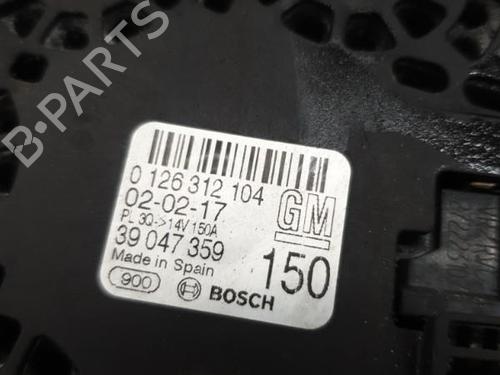 B-PARTS
0 126 312 104
02-02-17
GM
PL 3Q->14V 150A
39 047 359
150
Made in Spain
900
BOSCH